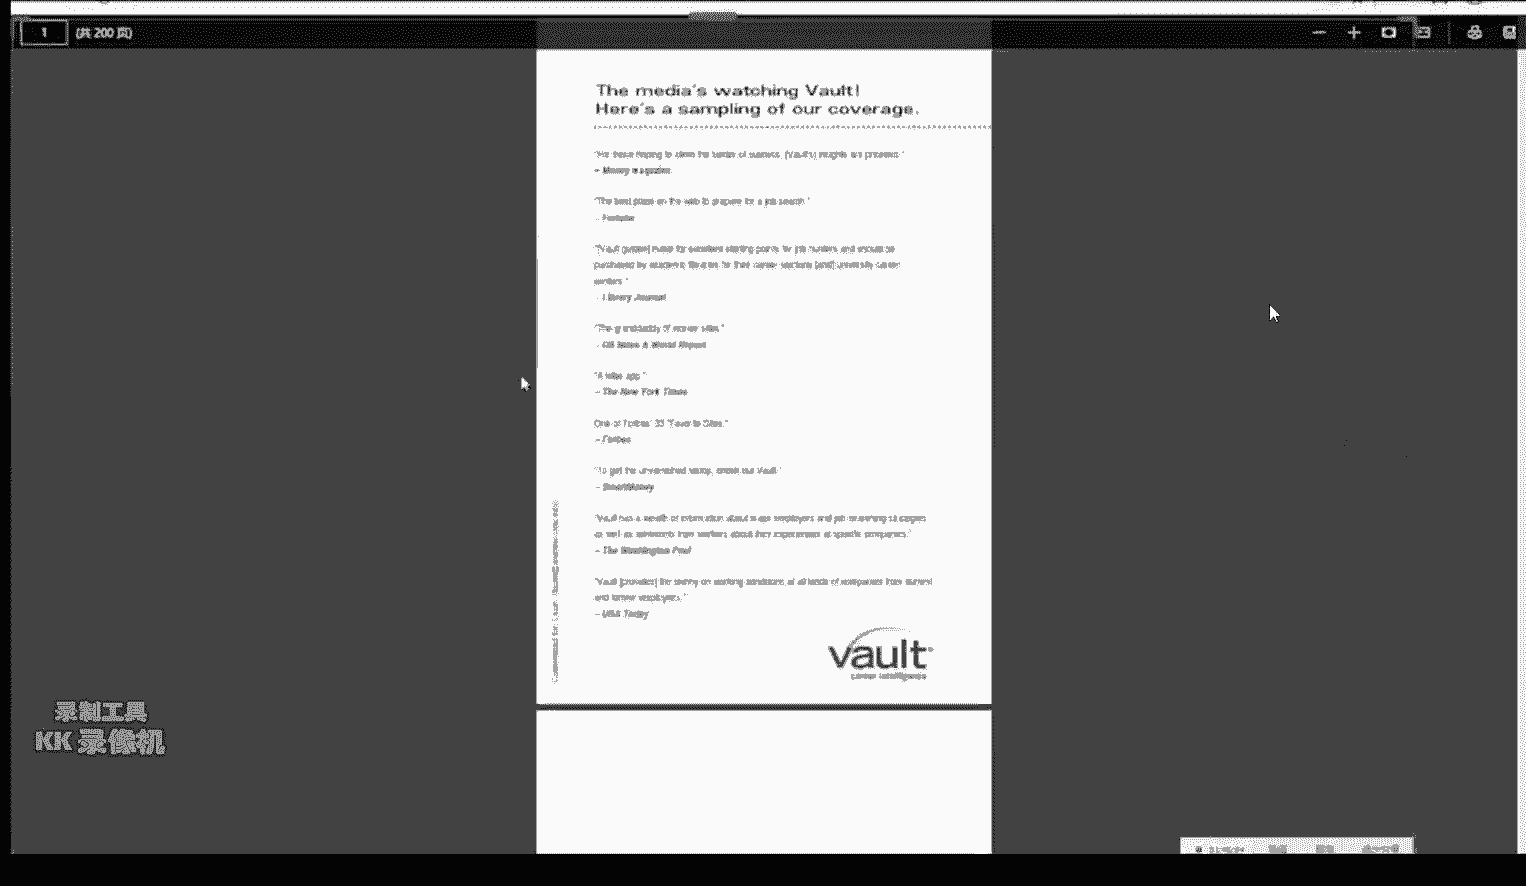 1 (共 200 页)
The media's watching Vault!
Here's a sampling of our coverage.
"For those hoping to climb the ladder of success, [Vault's] insights are priceless."
– Money magazine
"The best place on the web to prepare for a job search."
– Fortune
"[Vault guides] make for excellent starting points for job hunters and should be
purchased by academic libraries for their career sections [and] university career
centers."
– Library Journal
"The granddaddy of worker sites."
– US News & World Report
"A killer app."
– The New York Times
One of Forbes' 33 "Favorite Sites."
– Forbes
"To get the unvarnished scoop, check out Vault."
– SmartMoney
"Vault has a wealth of information about major employers and job-searching strategies
as well as comments from workers about their experiences at specific companies."
– The Washington Post
"Vault [provides] the skinny on working conditions at all kinds of companies from current
and former employees."
– USA Today
vault
career intelligence
录制工具
KK 录像机